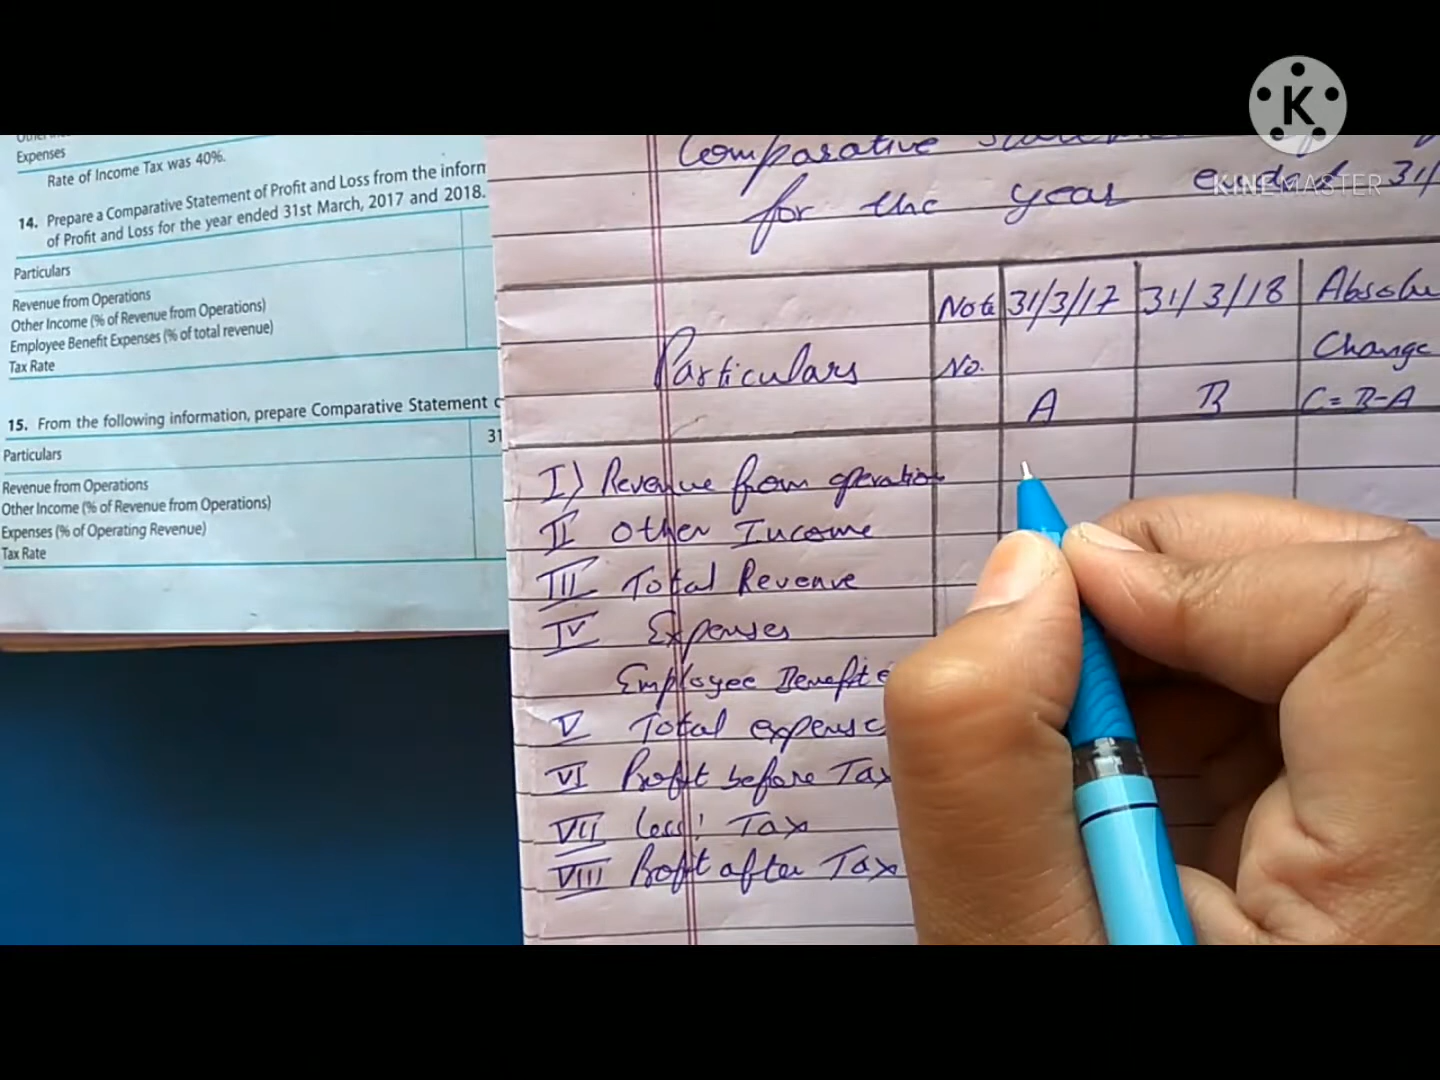 Expenses
Rate of Income Tax was 40%.
14. Prepare a Comparative Statement of Profit and Loss from the inform
of Profit and Loss for the year ended 31st March, 2017 and 2018.
Particulars
Revenue from Operations
Other Income (% of Revenue from Operations)
Employee Benefit Expenses (% of total revenue)
Tax Rate
15. From the following information, prepare Comparative Statement
31
Particulars
Revenue from Operations
Other Income (% of Revenue from Operations)
Expenses (% of Operating Revenue)
Tax Rate
Comparative
for the year ended 31/
Particulars
Note No.
31/3/17
A
31/3/18
B
Absolu
Change
C = B-A
I) Revenue from operation
II Other Income
III Total Revenue
IV Expenses
Employee Benefit e
V Total expense
VI Profit before Tax
VII Less: Tax
VIII Profit after Tax
K
KINEMASTER